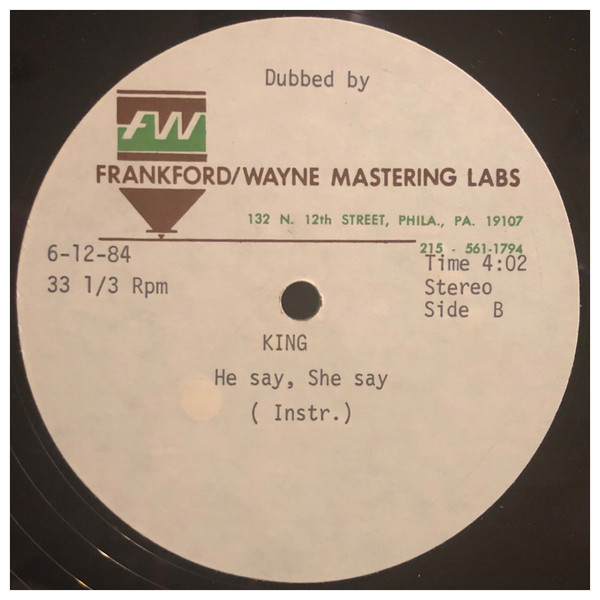 Dubbed by
FW
FRANKFORD/WAYNE MASTERING LABS
132 N. 12th STREET, PHILA., PA. 19107
215 - 561-1794
6-12-84
Time 4:02
33 1/3 Rpm
Stereo
Side B
KING
He say, She say
( Instr.)